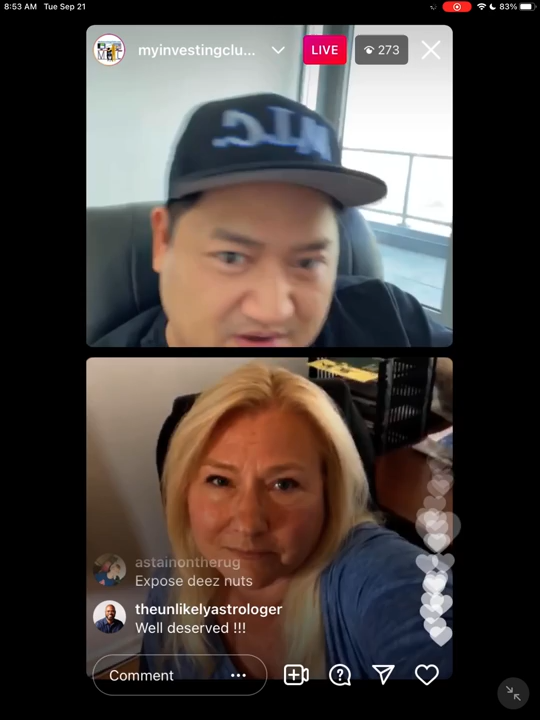 8:53 AM Tue Sep 21
83%
myinvestingclu...
LIVE
273
M.I.C.
astainontherug
Expose deez nuts
theunlikelyastrologer
Well deserved !!!
Comment